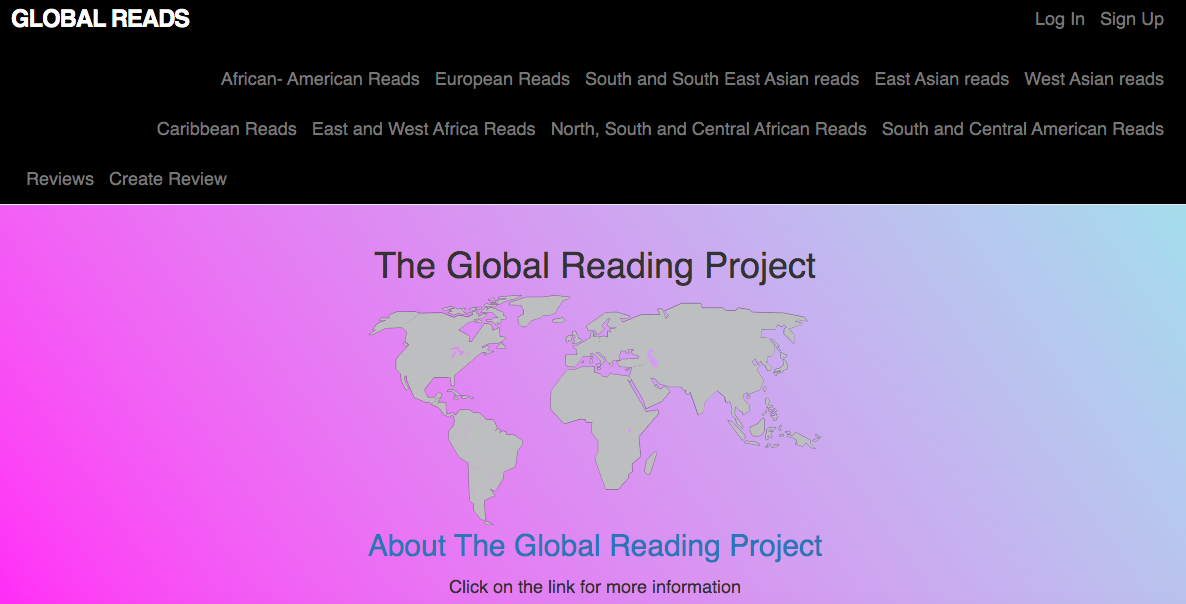 GLOBAL READS Log In Sign Up
African- American Reads European Reads South and South East Asian reads East Asian reads West Asian reads
Caribbean Reads East and West Africa Reads North, South and Central African Reads South and Central American Reads
Reviews Create Review
The Global Reading Project
About The Global Reading Project
Click on the link for more information